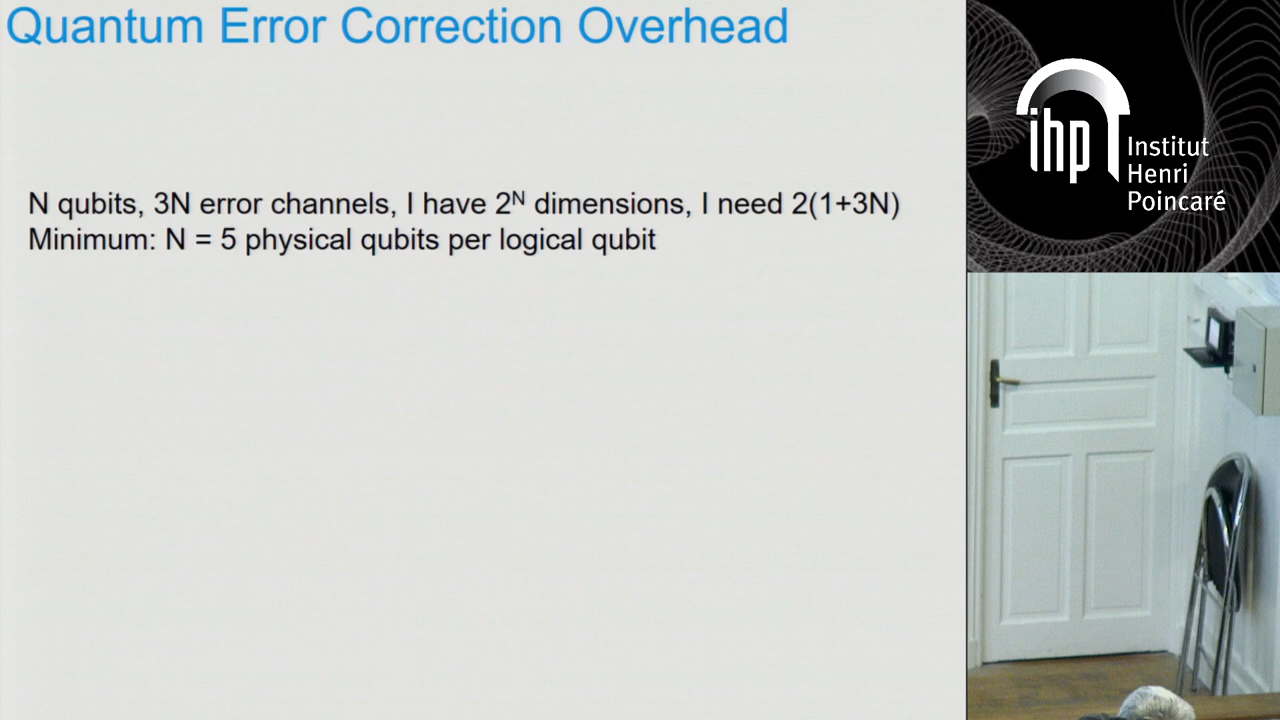 Quantum Error Correction Overhead
N qubits, 3N error channels, I have 2ᴺ dimensions, I need 2(1+3N)
Minimum: N = 5 physical qubits per logical qubit
ihp
Institut
Henri
Poincaré